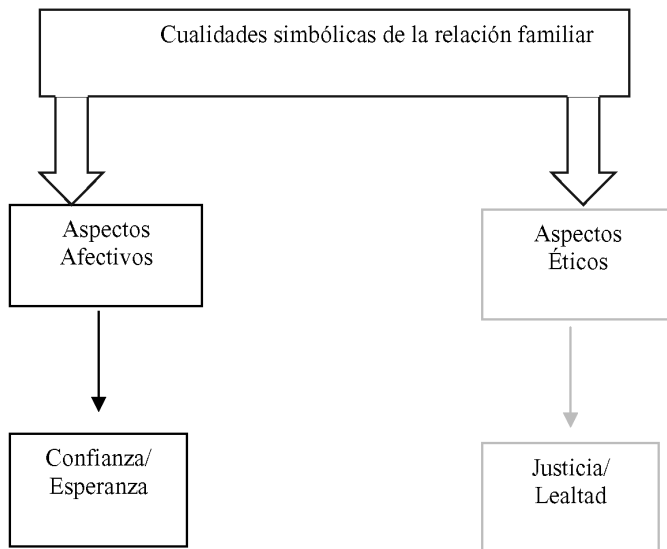 Cualidades simbólicas de la relación familiar
Aspectos
Afectivos
Aspectos
Éticos
Confianza/
Esperanza
Justicia/
Lealtad